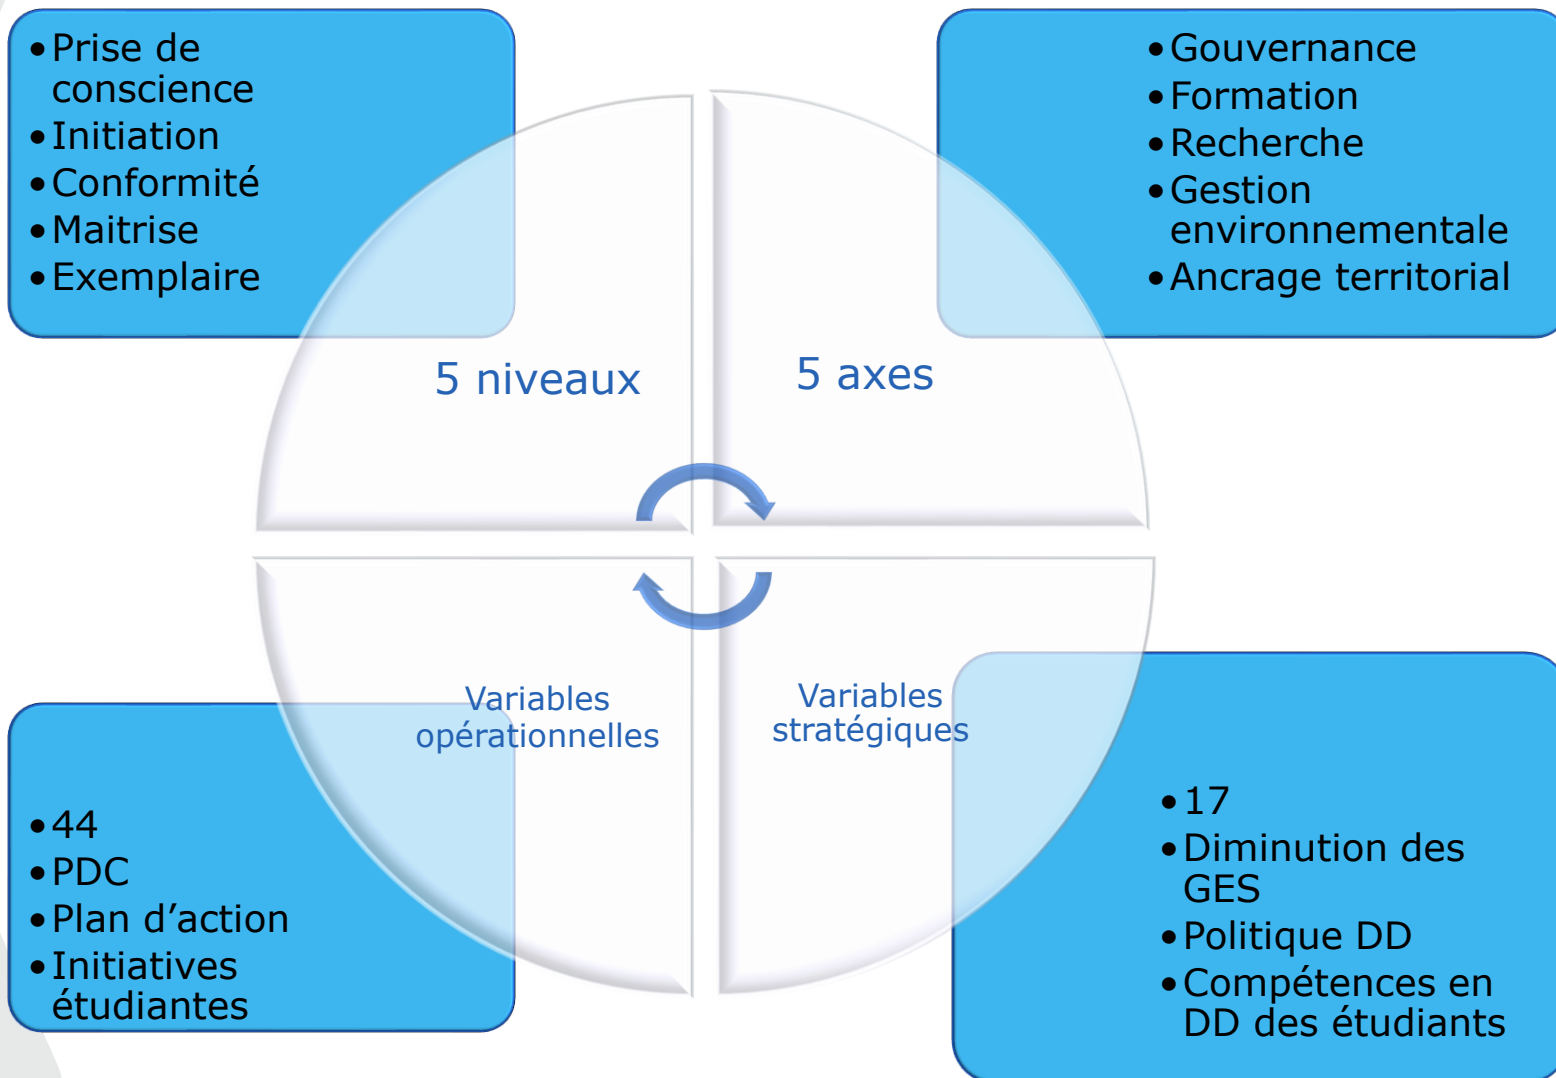 •Prise de
conscience
•Initiation
•Conformité
•Maitrise
•Exemplaire
•Gouvernance
•Formation
•Recherche
•Gestion
environnementale
•Ancrage territorial
5 niveaux
5 axes
Variables
opérationnelles
Variables
stratégiques
•44
•PDC
•Plan d’action
•Initiatives
étudiantes
•17
•Diminution des
GES
•Politique DD
•Compétences en
DD des étudiants